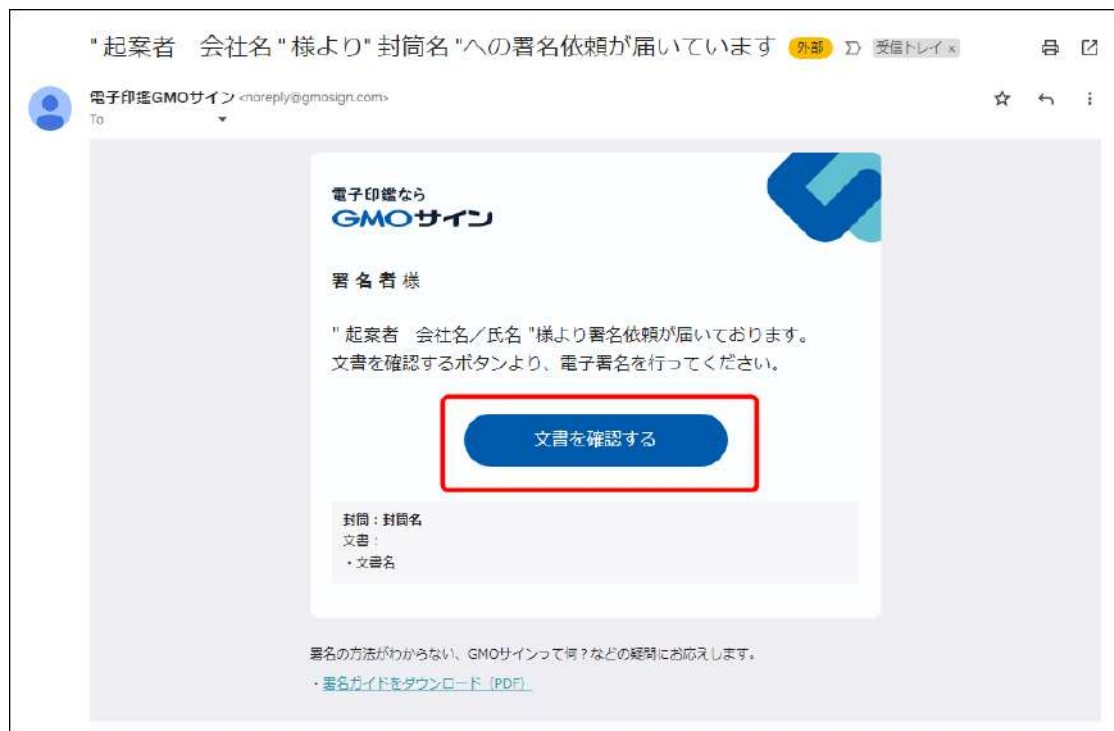 "起案者　会社名"様より"封筒名"への署名依頼が届いています 外部 受信トレイ ×
電子印鑑GMOサイン <noreply@gmosign.com>
To
電子印鑑なら
GMOサイン
署名者様
"起案者　会社名／氏名"様より署名依頼が届いております。
文書を確認するボタンより、電子署名を行ってください。
文書を確認する
封筒：封筒名
文書：
・文書名
署名の方法がわからない、GMOサインって何？などの疑問にお応えします。
・署名ガイドをダウンロード（PDF）